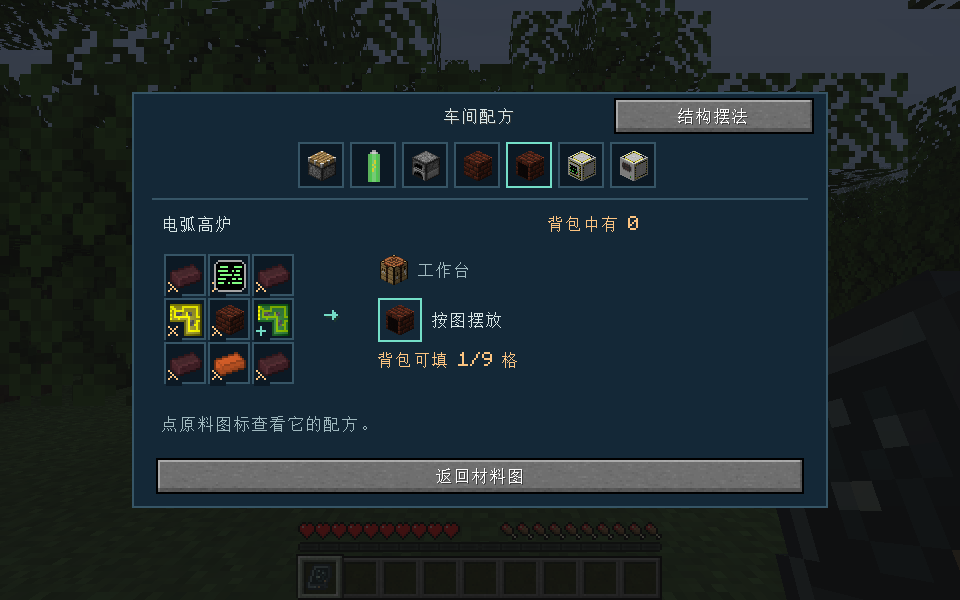 车间配方
结构摆法
电弧高炉
背包中有 0
工作台
按图摆放
背包可填 1/9 格
点原料图标查看它的配方。
返回材料图